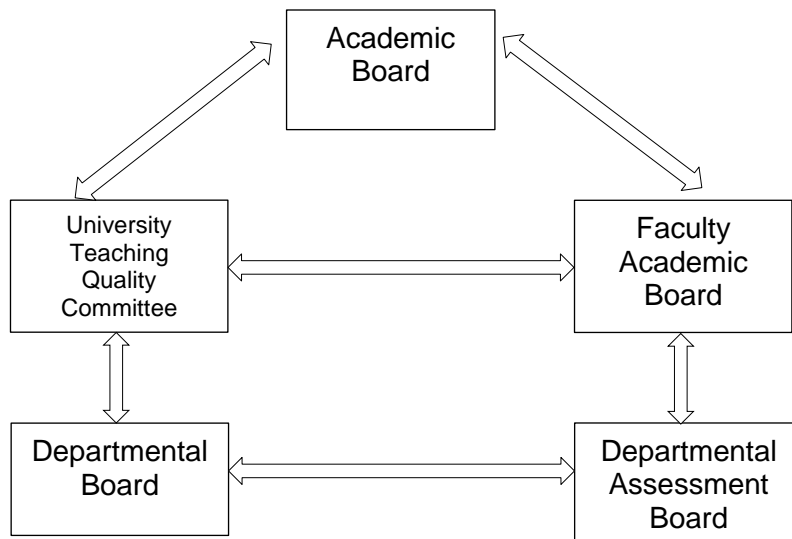 Academic
Board
University
Teaching
Quality
Committee
Faculty
Academic
Board
Departmental
Board
Departmental
Assessment
Board